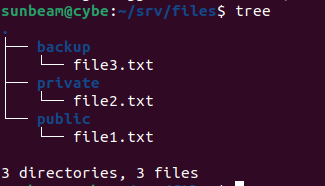 sunbeam@cybe:~/srv/files$ tree
.
├── backup
│   └── file3.txt
├── private
│   └── file2.txt
└── public
    └── file1.txt

3 directories, 3 files